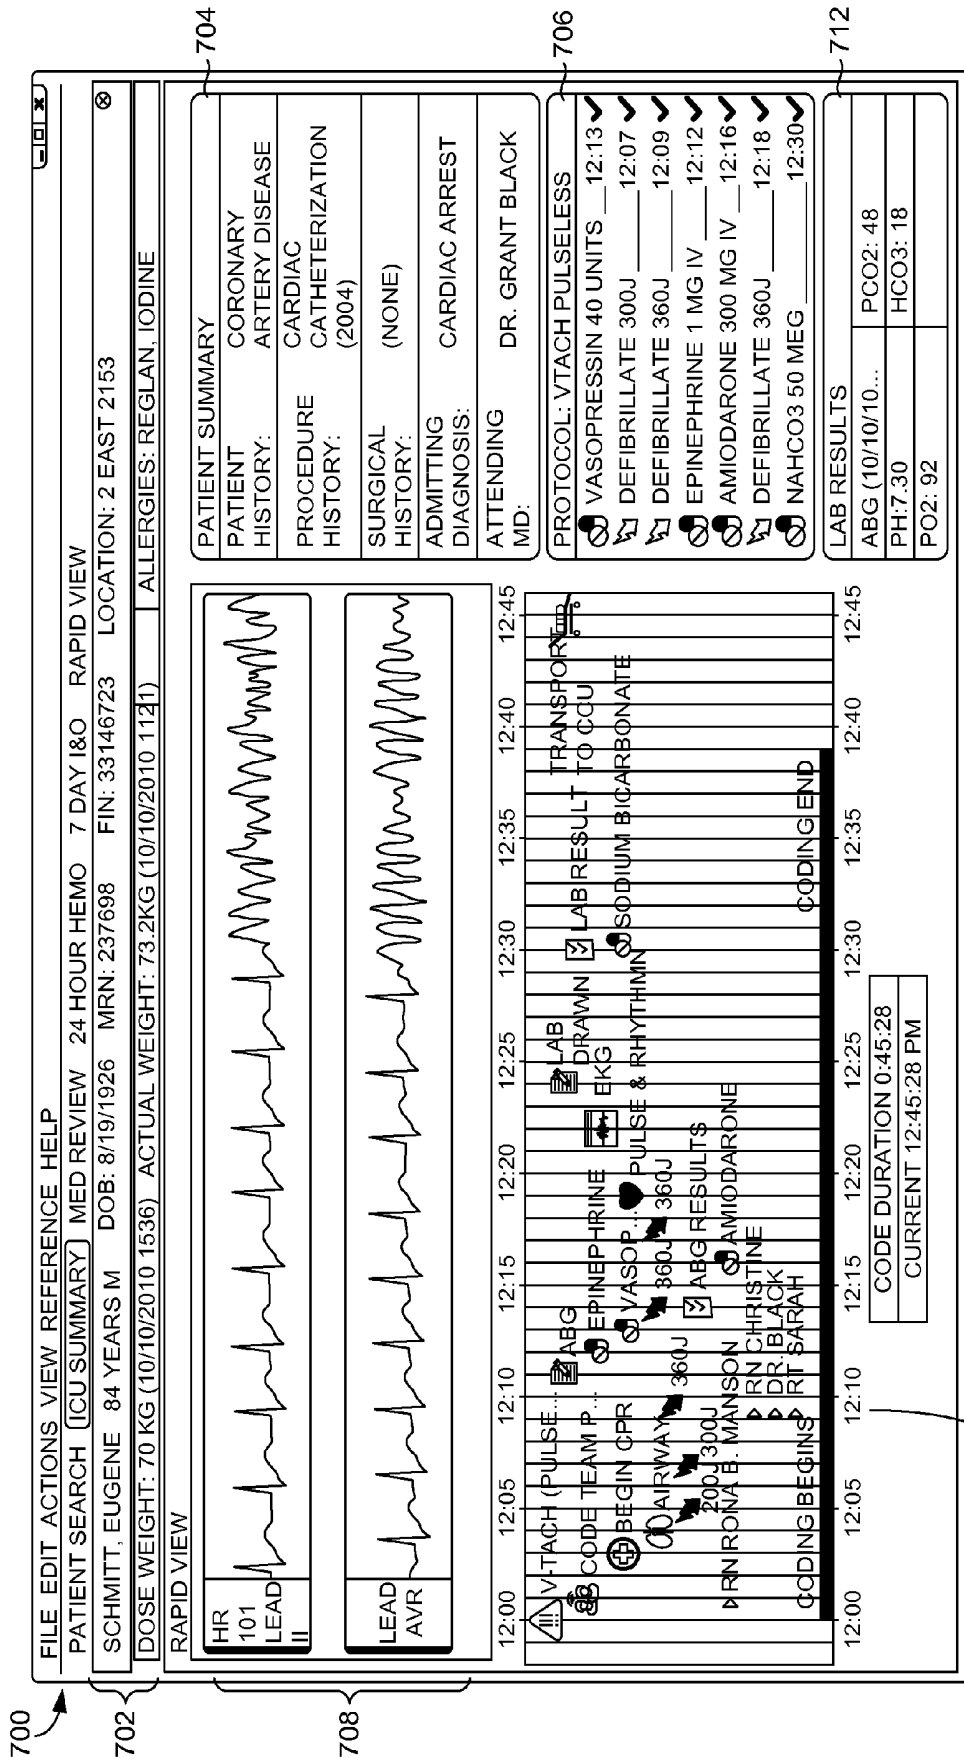 700
FILE EDIT ACTIONS VIEW REFERENCE HELP
PATIENT SEARCH ICU SUMMARY MED REVIEW 24 HOUR HEMO 7 DAY I&O RAPID VIEW
702
SCHMITT, EUGENE 84 YEARS M DOB: 8/19/1926 MRN: 237698 FIN: 33146723 LOCATION: 2 EAST 2153
DOSE WEIGHT: 70 KG (10/10/2010 1536) ACTUAL WEIGHT: 73.2KG (10/10/2010 1121) ALLERGIES: REGLAN, IODINE
RAPID VIEW
708
HR
101
LEAD
II
LEAD
AVR
704
PATIENT SUMMARY
PATIENT HISTORY: CORONARY ARTERY DISEASE
PROCEDURE HISTORY: CARDIAC CATHETERIZATION (2004)
SURGICAL HISTORY: (NONE)
ADMITTING DIAGNOSIS: CARDIAC ARREST
ATTENDING MD: DR. GRANT BLACK
706
PROTOCOL: VTACH PULSELESS
VASOPRESSIN 40 UNITS 12:13
DEFIBRILLATE 300J 12:07
DEFIBRILLATE 360J 12:09
EPINEPHRINE 1 MG IV 12:12
AMIODARONE 300 MG IV 12:16
DEFIBRILLATE 360J 12:18
NAHCO3 50 MEG 12:30
712
LAB RESULTS
ABG (10/10/10... PCO2: 48
PH:7.30 HCO3: 18
PO2: 92
12:00 12:05 12:10 12:15 12:20 12:25 12:30 12:35 12:40 12:45
V-TACH (PULSE... ABG LAB DRAWN TRANSPORT TO CCU
CODE TEAM P... EPINEPHRINE EKG LAB RESULT
BEGIN CPR VASOP... PULSE & RHYTHMN SODIUM BICARBONATE
AIRWAY 360J 360J 360J
200J 300J ABG RESULTS
RN RONA B. MANSON AMIODARONE
RN CHRISTINE
DR. BLACK
RT SARAH
CODING BEGINS CODING END
12:00 12:05 12:10 12:15 12:20 12:25 12:30 12:35 12:40 12:45
CODE DURATION 0:45:28
CURRENT 12:45:28 PM